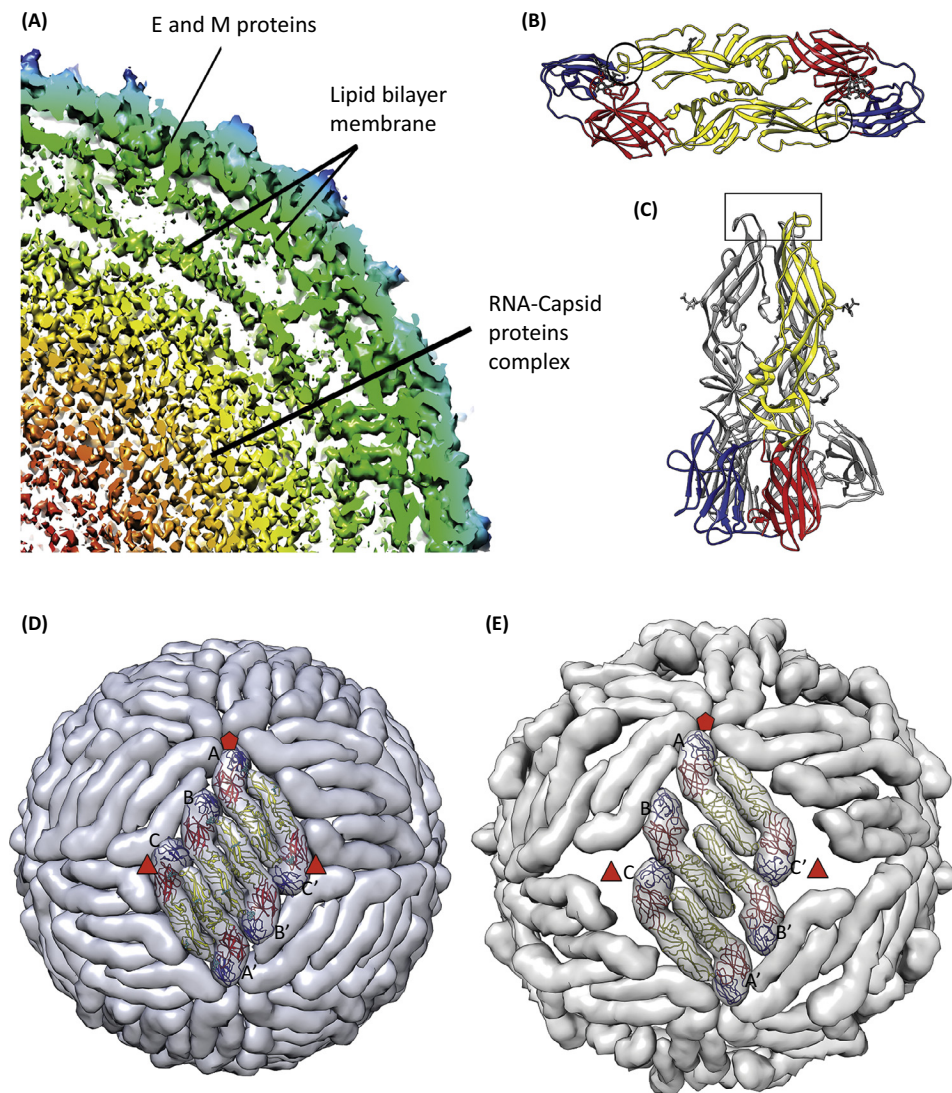 (A)
E and M proteins
Lipid bilayer
membrane
RNA-Capsid
proteins
complex
(B)
(C)
(D)
A
B
C
C'
B'
A'
(E)
A
B
C
C'
B'
A'